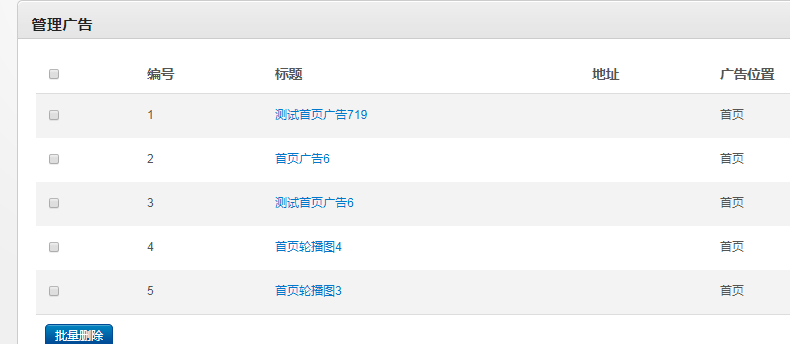 管理广告
编号 标题 地址 广告位置
1 测试首页广告719 首页
2 首页广告6 首页
3 测试首页广告6 首页
4 首页轮播图4 首页
5 首页轮播图3 首页
批量删除